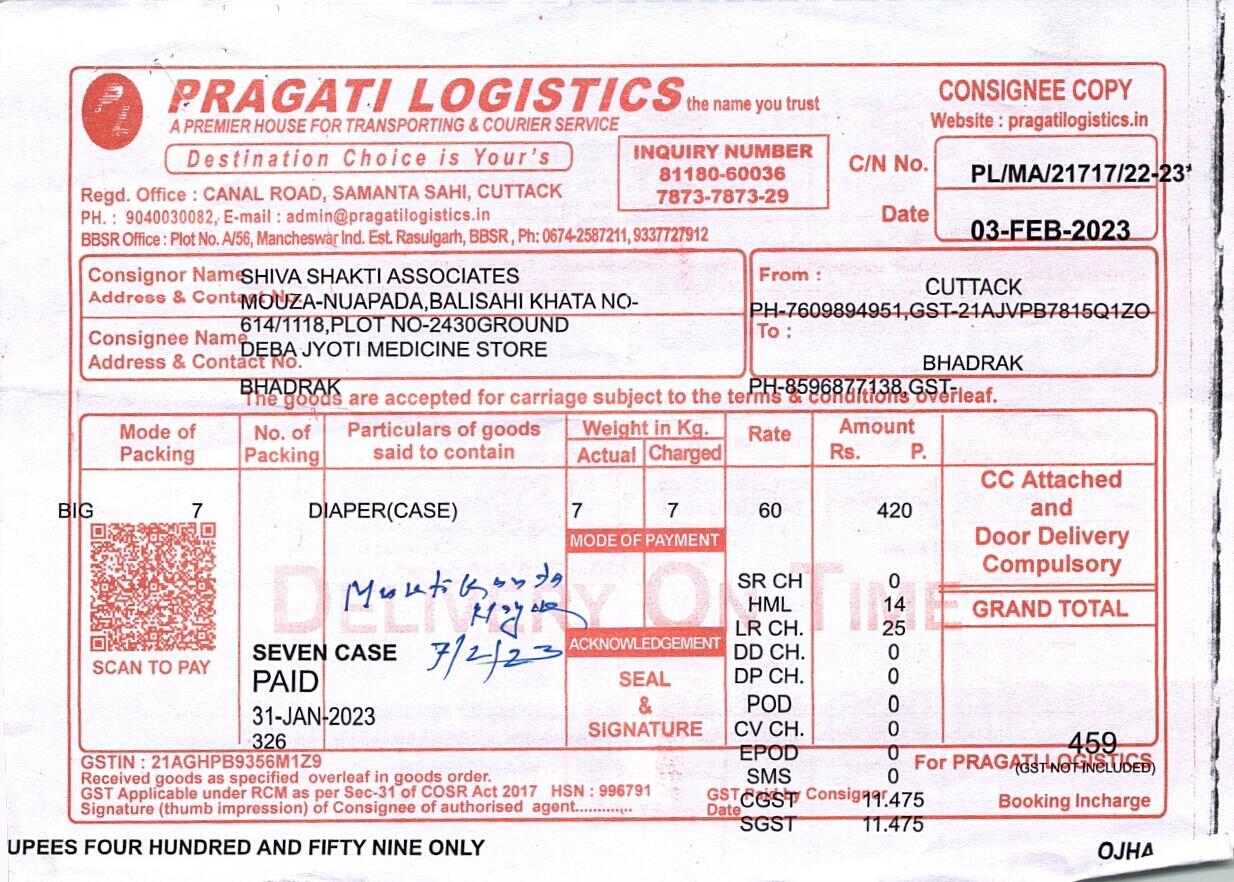 PRAGATI LOGISTICS the name you trust
A PREMIER HOUSE FOR TRANSPORTING & COURIER SERVICE
Destination Choice is Your's
CONSIGNEE COPY
Website : pragatilogistics.in
INQUIRY NUMBER
81180-60036
7873-7873-29
C/N No. PL/MA/21717/22-23*
Date 03-FEB-2023
Regd. Office : CANAL ROAD, SAMANTA SAHI, CUTTACK
PH. : 9040030082, E-mail : admin@pragatilogistics.in
BBSR Office : Plot No. A/56, Mancheswar Ind. Est. Rasulgarh, BBSR , Ph: 0674-2587211, 9337727912
Consignor Name SHIVA SHAKTI ASSOCIATES
Address & Contact No. MOUZA-NUAPADA,BALISAHI KHATA NO-
614/1118,PLOT NO-2430GROUND
Consignee Name DEBA JYOTI MEDICINE STORE
Address & Contact No.
BHADRAK
From :
CUTTACK
PH-7609894951,GST-21AJVPB7815Q1ZO
To :
BHADRAK
PH-8596877138,GST-
The goods are accepted for carriage subject to the terms & conditions overleaf.
Mode of Packing No. of Packing Particulars of goods said to contain Weight in Kg. Actual Charged Rate Amount Rs. P.
BIG 7 DIAPER(CASE) 7 7 60 420
CC Attached
and
Door Delivery
Compulsory
GRAND TOTAL
MODE OF PAYMENT
DELIVERY ON TIME
SR CH 0
HML 14
LR CH. 25
DD CH. 0
DP CH. 0
POD 0
CV CH. 0
EPOD 0
SMS 0
CGST 11.475
SGST 11.475
7/2/23
ACKNOWLEDGEMENT
SEAL
&
SIGNATURE
SCAN TO PAY
SEVEN CASE
PAID
31-JAN-2023
326
459
(GST NOT INCLUDED)
For PRAGATI LOGISTICS
Booking Incharge
GSTIN : 21AGHPB9356M1Z9
Received goods as specified overleaf in goods order.
GST Applicable under RCM as per Sec-31 of COSR Act 2017 HSN : 996791
GST Paid by Consignor
Signature (thumb impression) of Consignee of authorised agent............
Date
UPEES FOUR HUNDRED AND FIFTY NINE ONLY
OJHA